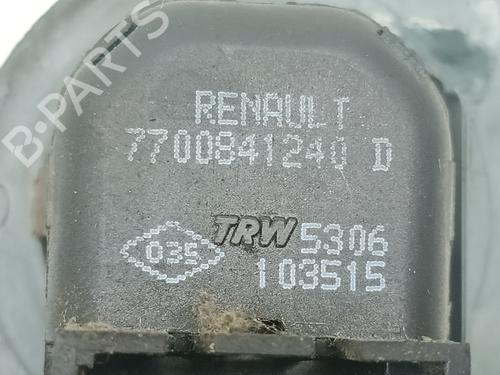 B-PARTS
RENAULT
7700841240 D
035 TRW 5306
103515